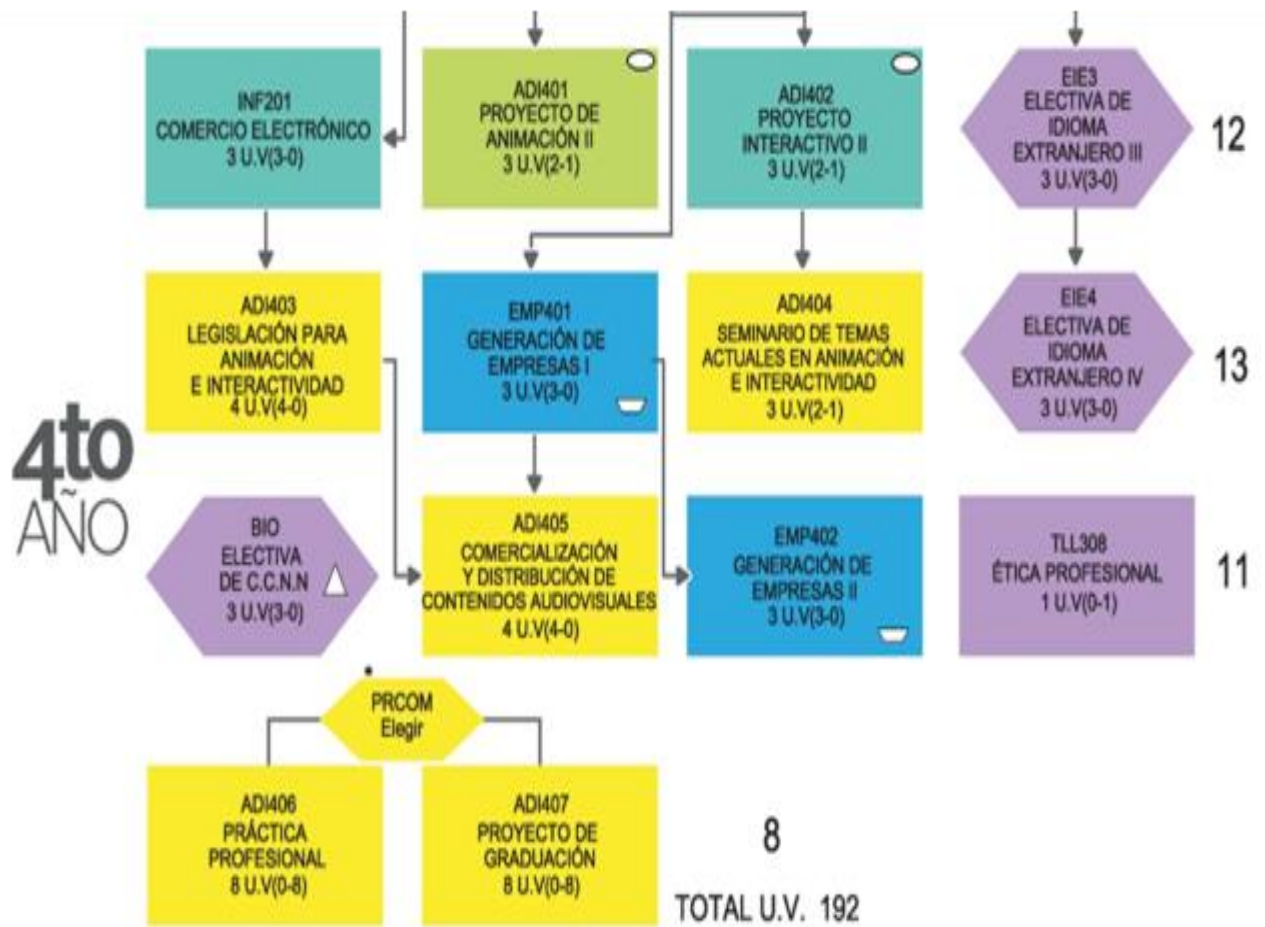 INF201
COMERCIO ELECTRÓNICO
3 U.V(3-0)
ADI401
PROYECTO DE
ANIMACIÓN II
3 U.V(2-1)
ADI402
PROYECTO
INTERACTIVO II
3 U.V(2-1)
EIE3
ELECTIVA DE
IDIOMA
EXTRANJERO III
3 U.V(3-0)
12
ADI403
LEGISLACIÓN PARA
ANIMACIÓN
E INTERACTIVIDAD
4 U.V(4-0)
EMP401
GENERACIÓN DE
EMPRESAS I
3 U.V(3-0)
ADI404
SEMINARIO DE TEMAS
ACTUALES EN ANIMACIÓN
E INTERACTIVIDAD
3 U.V(2-1)
EIE4
ELECTIVA DE
IDIOMA
EXTRANJERO IV
3 U.V(3-0)
13
4to
AÑO
BIO
ELECTIVA
DE C.C.N.N
3 U.V(3-0)
ADI405
COMERCIALIZACIÓN
Y DISTRIBUCIÓN DE
CONTENIDOS AUDIOVISUALES
4 U.V(4-0)
EMP402
GENERACIÓN DE
EMPRESAS II
3 U.V(3-0)
TLL308
ÉTICA PROFESIONAL
1 U.V(0-1)
11
PRCOM
Elegir
ADI406
PRÁCTICA
PROFESIONAL
8 U.V(0-8)
ADI407
PROYECTO DE
GRADUACIÓN
8 U.V(0-8)
8
TOTAL U.V. 192